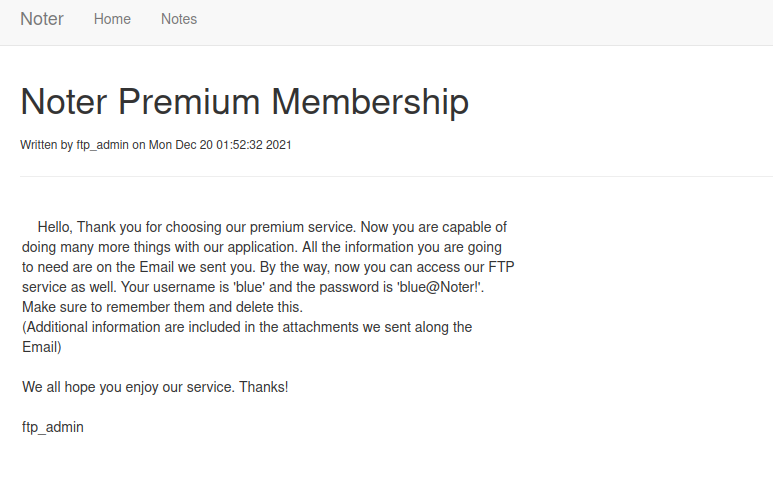 Noter Home Notes
Noter Premium Membership
Written by ftp_admin on Mon Dec 20 01:52:32 2021
Hello, Thank you for choosing our premium service. Now you are capable of
doing many more things with our application. All the information you are going
to need are on the Email we sent you. By the way, now you can access our FTP
service as well. Your username is 'blue' and the password is 'blue@Noter!'.
Make sure to remember them and delete this.
(Additional information are included in the attachments we sent along the
Email)
We all hope you enjoy our service. Thanks!
ftp_admin